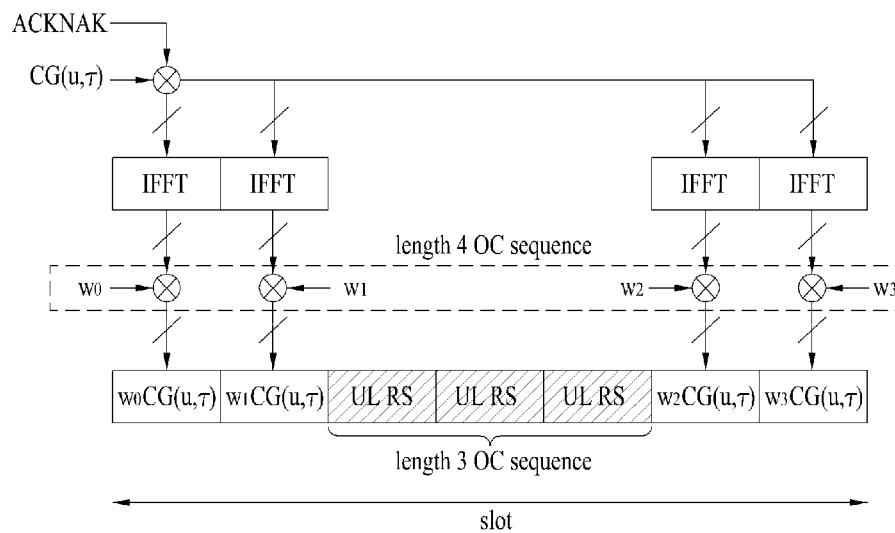 ACKNAK
CG(u,τ)
IFFT IFFT IFFT IFFT
length 4 OC sequence
w0 w1 w2 w3
w0CG(u,τ) w1CG(u,τ) UL RS UL RS UL RS w2CG(u,τ) w3CG(u,τ)
length 3 OC sequence
slot